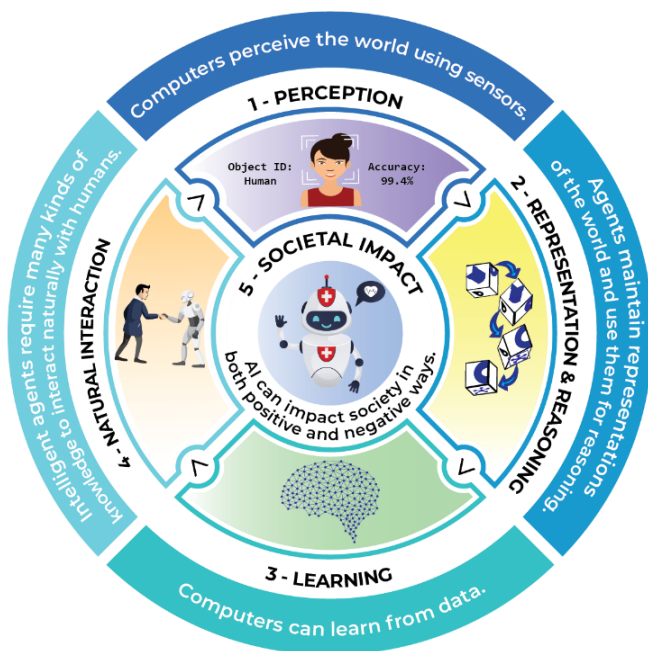 Computers perceive the world using sensors.
1 - PERCEPTION
Object ID:
Human
Accuracy:
99.4%
Agents maintain representations
of the world and use them for reasoning.
2 - REPRESENTATION & REASONING
3 - LEARNING
Computers can learn from data.
Intelligent agents require many kinds of
knowledge to interact naturally with humans.
4 - NATURAL INTERACTION
5 - SOCIETAL IMPACT
AI can impact society in
both positive and negative ways.